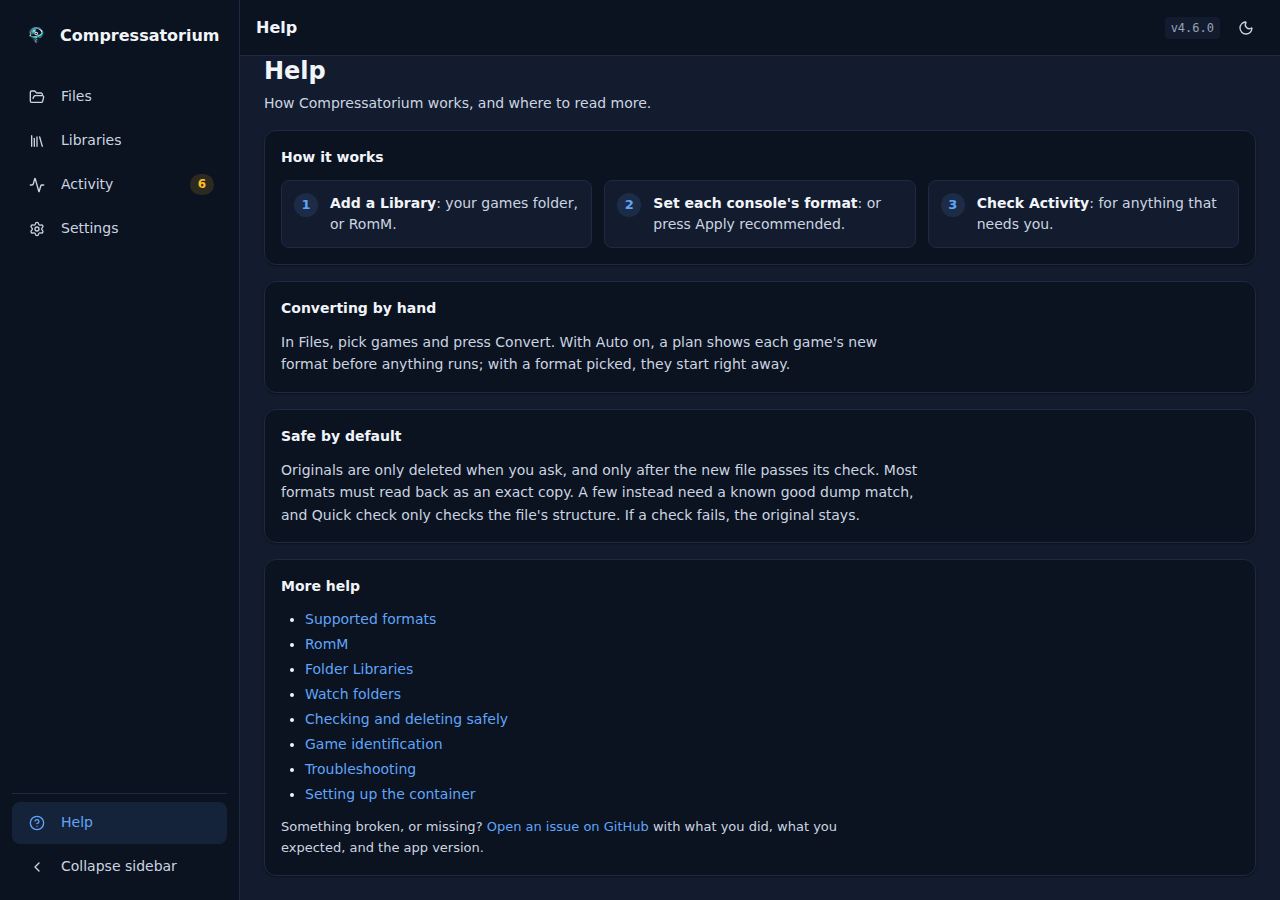 Compressatorium
Files
Libraries
Activity
6
Settings
Help
Collapse sidebar
Help
v4.6.0
Help
How Compressatorium works, and where to read more.
How it works
1
Add a Library: your games folder,
or RomM.
2
Set each console's format: or
press Apply recommended.
3
Check Activity: for anything that
needs you.
Converting by hand
In Files, pick games and press Convert. With Auto on, a plan shows each game's new
format before anything runs; with a format picked, they start right away.
Safe by default
Originals are only deleted when you ask, and only after the new file passes its check. Most
formats must read back as an exact copy. A few instead need a known good dump match,
and Quick check only checks the file's structure. If a check fails, the original stays.
More help
Supported formats
RomM
Folder Libraries
Watch folders
Checking and deleting safely
Game identification
Troubleshooting
Setting up the container
Something broken, or missing? Open an issue on GitHub with what you did, what you
expected, and the app version.